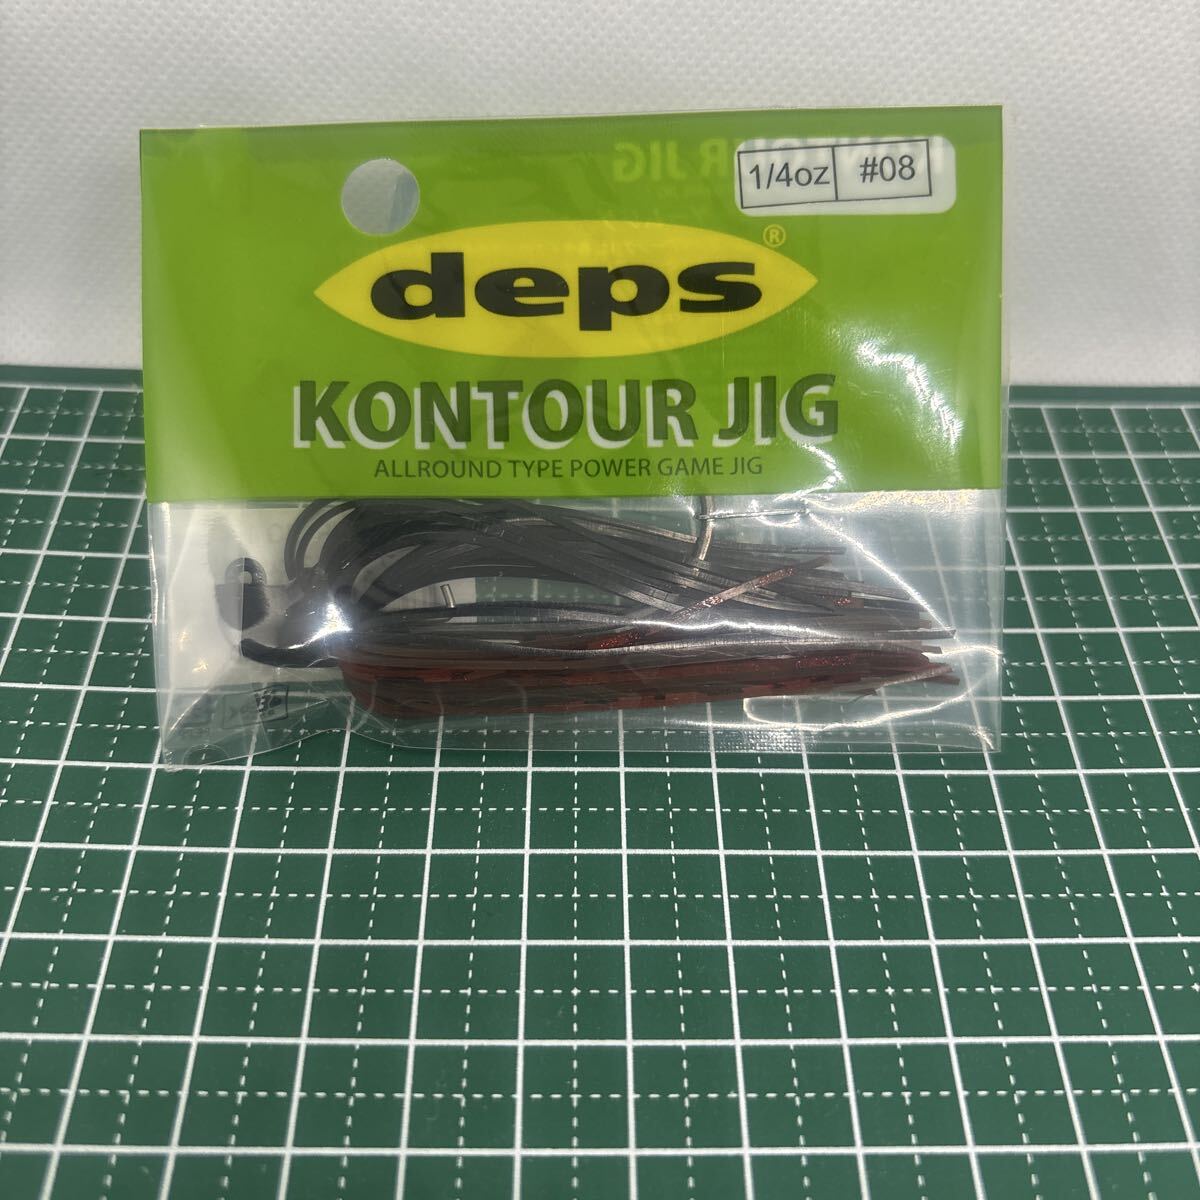 1/4oz #08
deps®
KONTOUR JIG
ALLROUND TYPE POWER GAME JIG